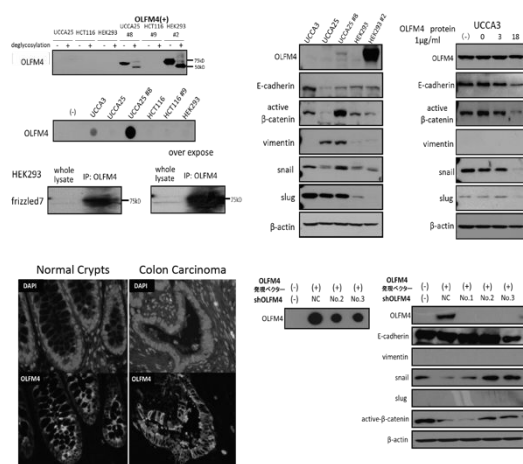 OLFM4(+)
UCCA25 HCT116 HEK293 UCCA25 #8 HCT116 #9 HEK293 #2
deglycosylation - + - + - + - + - + - +
OLFM4
75kD
50kD
(-) UCCA3 UCCA25 UCCA25 #8 HCT116 HCT116 #9 HEK293
OLFM4
over expose
HEK293
whole lysate IP: OLFM4 whole lysate IP: OLFM4
frizzled7 75kD 75kD
UCCA3 UCCA25 UCCA25 #8 HEK293 HEK293 #2
OLFM4
E-cadherin
active β-catenin
vimentin
snail
slug
β-actin
UCCA3
OLFM4 protein 1μg/ml (-) 0 3 18
OLFM4
E-cadherin
active β-catenin
vimentin
snail
slug
β-actin
Normal Crypts Colon Carcinoma
DAPI DAPI
OLFM4 OLFM4
OLFM4
発現ベクター (-) (+) (+) (+)
shOLFM4 (-) NC No.2 No.3
OLFM4
OLFM4
発現ベクター (-) (+) (+) (+) (+)
shOLFM4 (-) NC No.1 No.2 No.3
OLFM4
E-cadherin
vimentin
snail
slug
active-β-catenin
β-actin